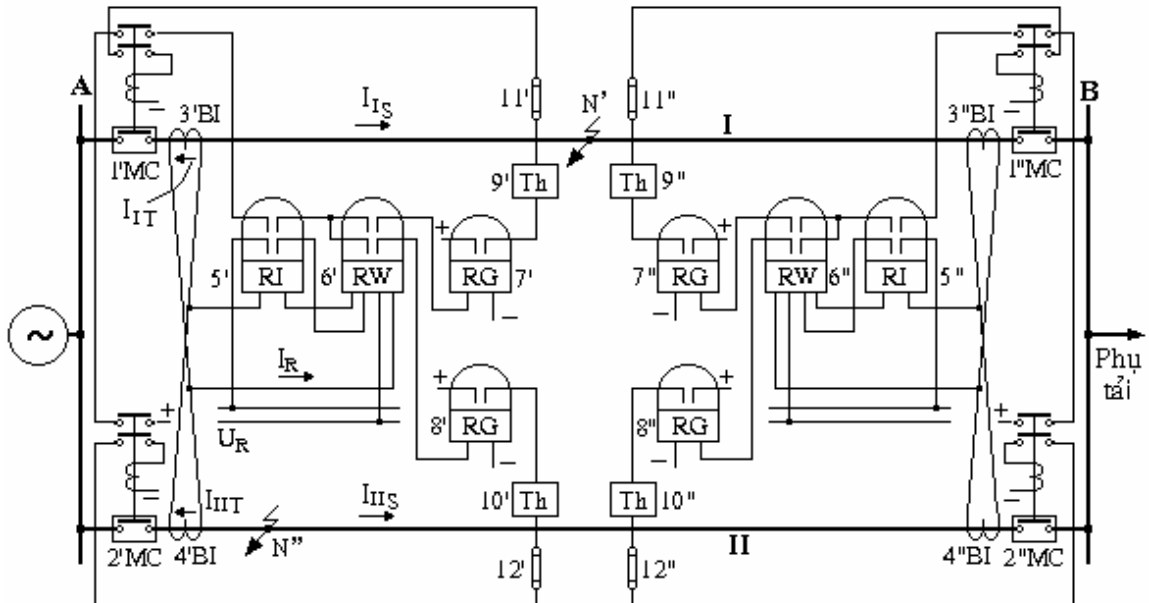 A
B
3'BI
I_IS
11'
N'
11"
I
3"BI
1'MC
1"MC
I_IT
9'
Th
Th
9"
+
+
5'
RI
6'
RW
RG
7'
7"
RG
RW
6"
RI
5"
−
−
~
I_R
Phụ
tải
+
+
+
+
U_R
8'
RG
8"
RG
−
−
−
−
−
−
I_IIT
I_IIS
10'
Th
Th
10"
2'MC
4'BI
N"
II
4"BI
2"MC
12'
12"